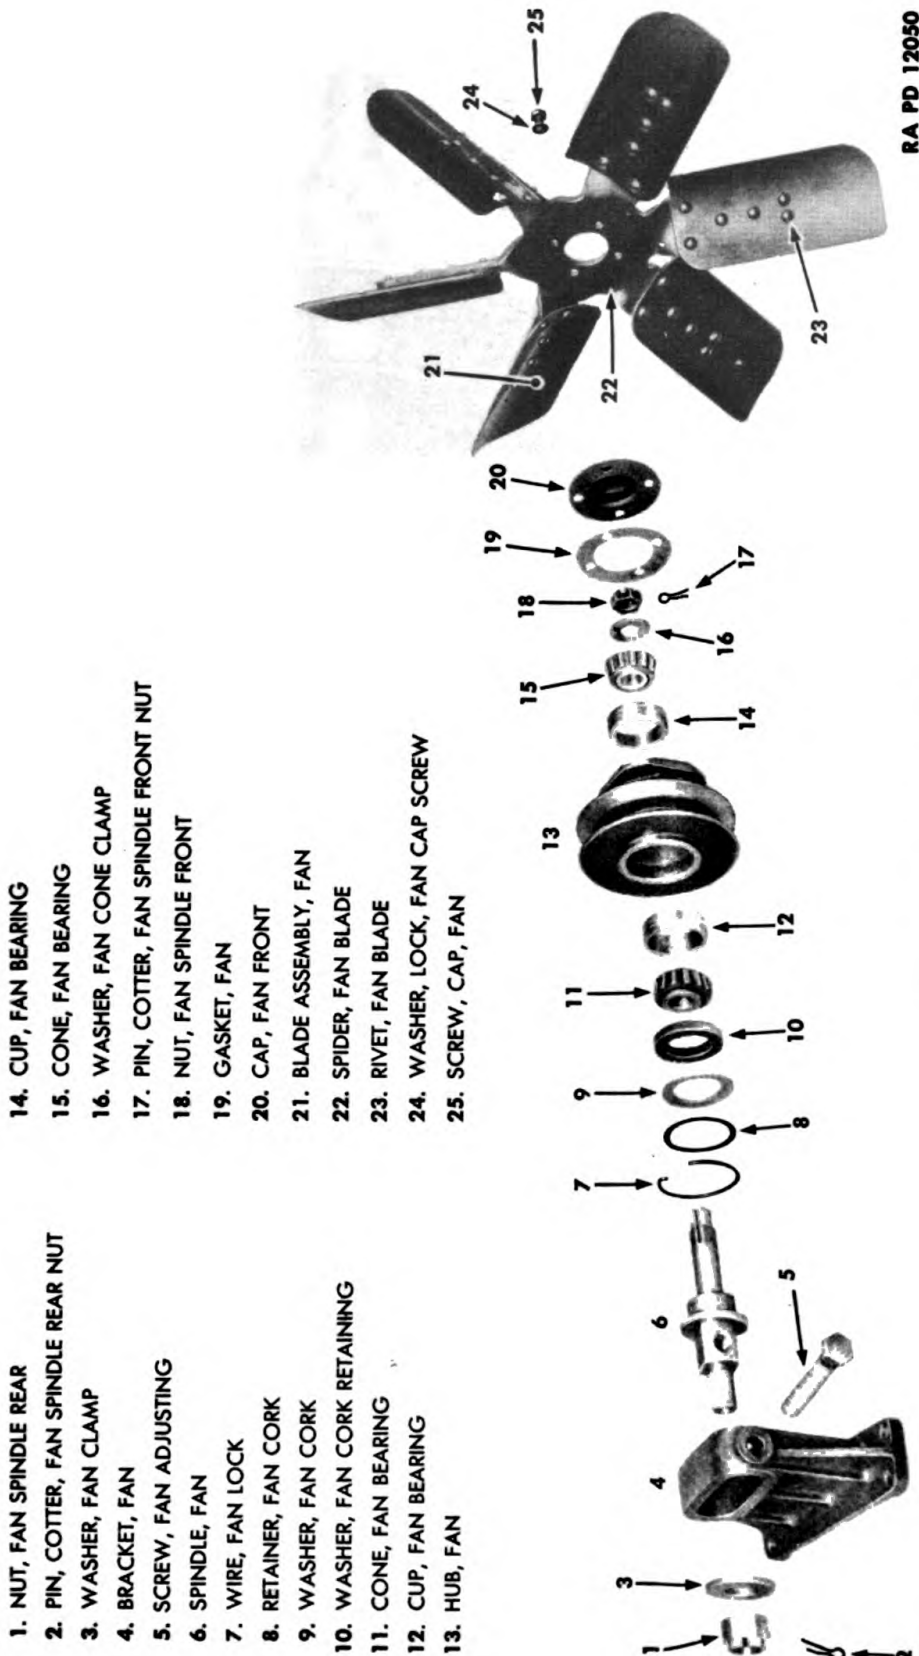 1. NUT, FAN SPINDLE REAR
2. PIN, COTTER, FAN SPINDLE REAR NUT
3. WASHER, FAN CLAMP
4. BRACKET, FAN
5. SCREW, FAN ADJUSTING
6. SPINDLE, FAN
7. WIRE, FAN LOCK
8. RETAINER, FAN CORK
9. WASHER, FAN CORK
10. WASHER, FAN CORK RETAINING
11. CONE, FAN BEARING
12. CUP, FAN BEARING
13. HUB, FAN
14. CUP, FAN BEARING
15. CONE, FAN BEARING
16. WASHER, FAN CONE CLAMP
17. PIN, COTTER, FAN SPINDLE FRONT NUT
18. NUT, FAN SPINDLE FRONT
19. GASKET, FAN
20. CAP, FAN FRONT
21. BLADE ASSEMBLY, FAN
22. SPIDER, FAN BLADE
23. RIVET, FAN BLADE
24. WASHER, LOCK, FAN CAP SCREW
25. SCREW, CAP, FAN
1
2
3
4
5
6
7
8
9
10
11
12
13
14
15
16
17
18
19
20
21
22
23
24
25
RA PD 12050